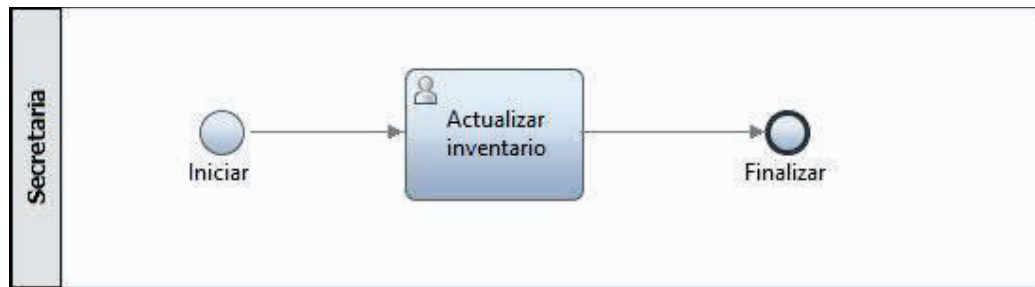 Secretaria
Iniciar
Actualizar
inventario
Finalizar